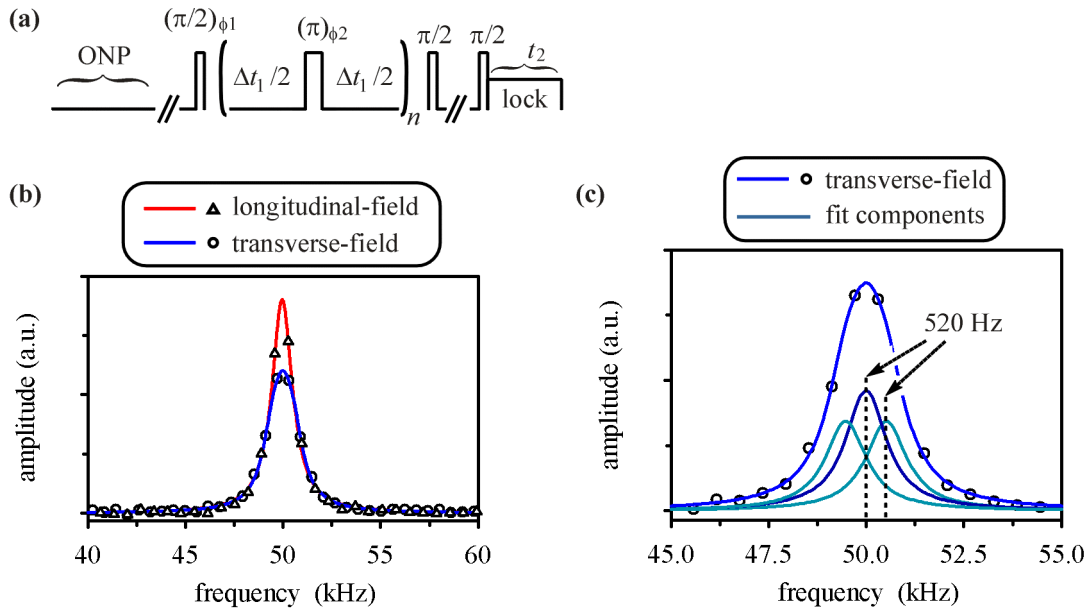 (a)
ONP
(π/2)ϕ1
(π)ϕ2
π/2 π/2
t2
Δt1/2
Δt1/2
n
lock
(b)
longitudinal-field
transverse-field
amplitude (a.u.)
40 45 50 55 60
frequency (kHz)
(c)
transverse-field
fit components
520 Hz
amplitude (a.u.)
45.0 47.5 50.0 52.5 55.0
frequency (kHz)